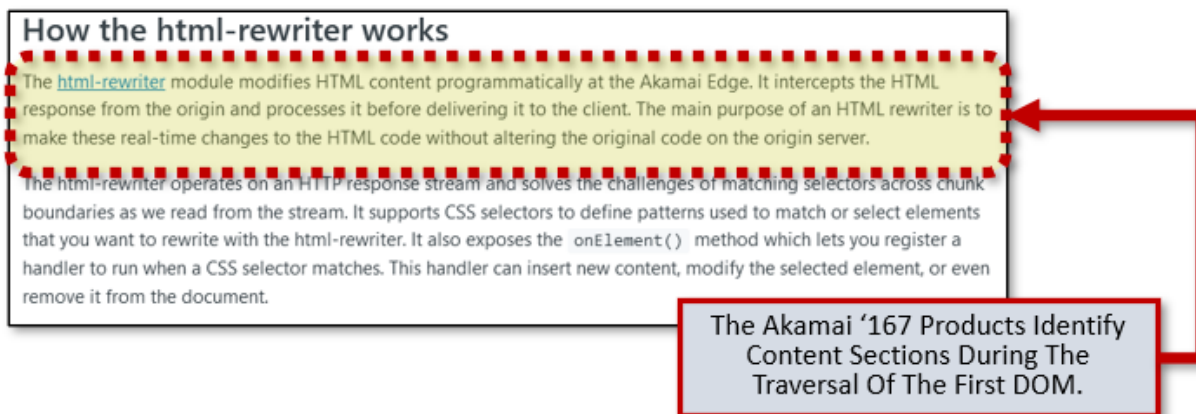 How the html-rewriter works
The html-rewriter module modifies HTML content programmatically at the Akamai Edge. It intercepts the HTML
response from the origin and processes it before delivering it to the client. The main purpose of an HTML rewriter is to
make these real-time changes to the HTML code without altering the original code on the origin server.
The html-rewriter operates on an HTTP response stream and solves the challenges of matching selectors across chunk
boundaries as we read from the stream. It supports CSS selectors to define patterns used to match or select elements
that you want to rewrite with the html-rewriter. It also exposes the onElement() method which lets you register a
handler to run when a CSS selector matches. This handler can insert new content, modify the selected element, or even
remove it from the document.
The Akamai ‘167 Products Identify
Content Sections During The
Traversal Of The First DOM.